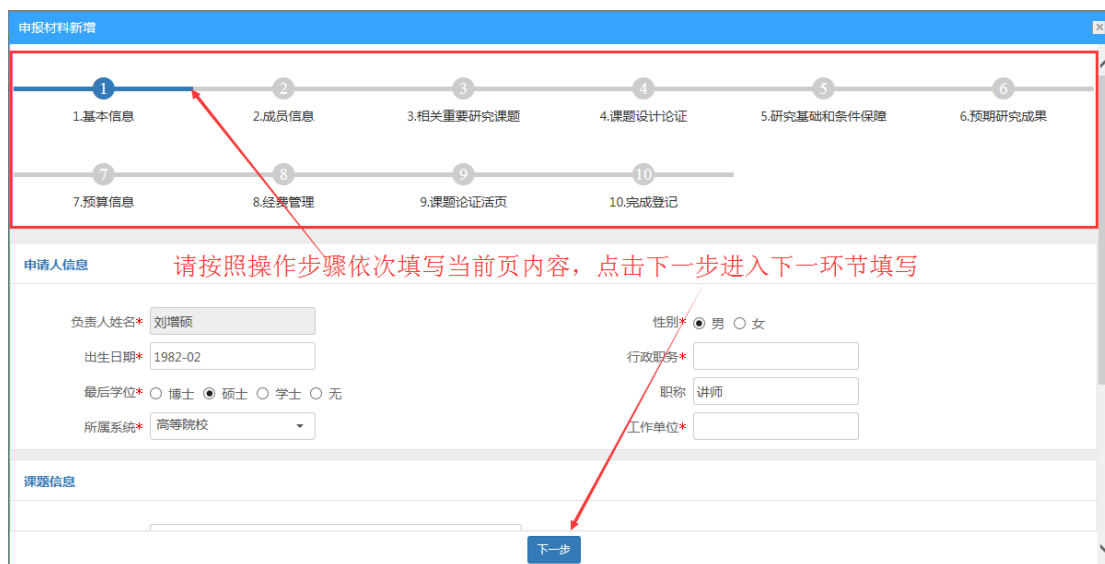 申报材料新增
1 2 3 4 5 6
1.基本信息 2.成员信息 3.相关重要研究课题 4.课题设计论证 5.研究基础和条件保障 6.预期研究成果
7 8 9 10
7.预算信息 8.经费管理 9.课题论证活页 10.完成登记
申请人信息 请按照操作步骤依次填写当前页内容，点击下一步进入下一环节填写
负责人姓名* 刘增硕 性别* 男 女
出生日期* 1982-02 行政职务*
最后学位* 博士 硕士 学士 无 职称 讲师
所属系统* 高等院校 工作单位*
课题信息
下一步